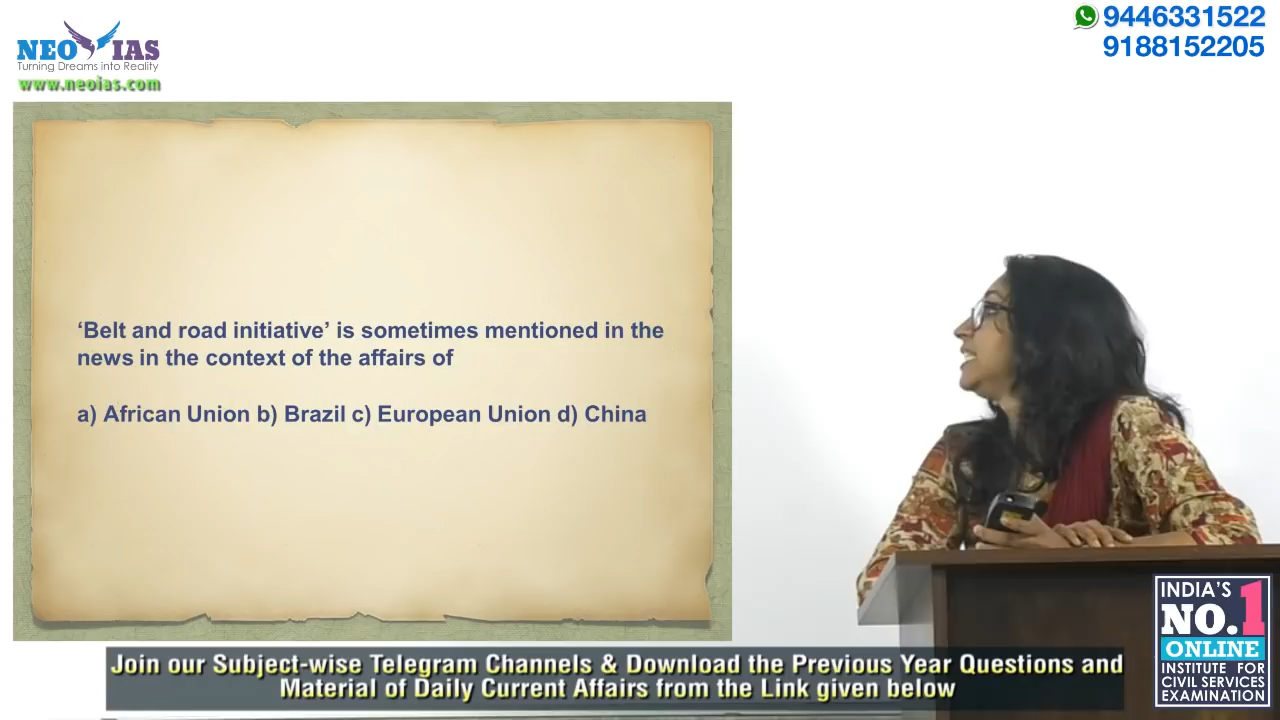 NEO IAS
Turning Dreams into Reality
www.neoias.com
9446331522
9188152205
‘Belt and road initiative’ is sometimes mentioned in the
news in the context of the affairs of
a) African Union b) Brazil c) European Union d) China
INDIA'S
NO.1
ONLINE
INSTITUTE FOR
CIVIL SERVICES
EXAMINATION
Join our Subject-wise Telegram Channels & Download the Previous Year Questions and
Material of Daily Current Affairs from the Link given below